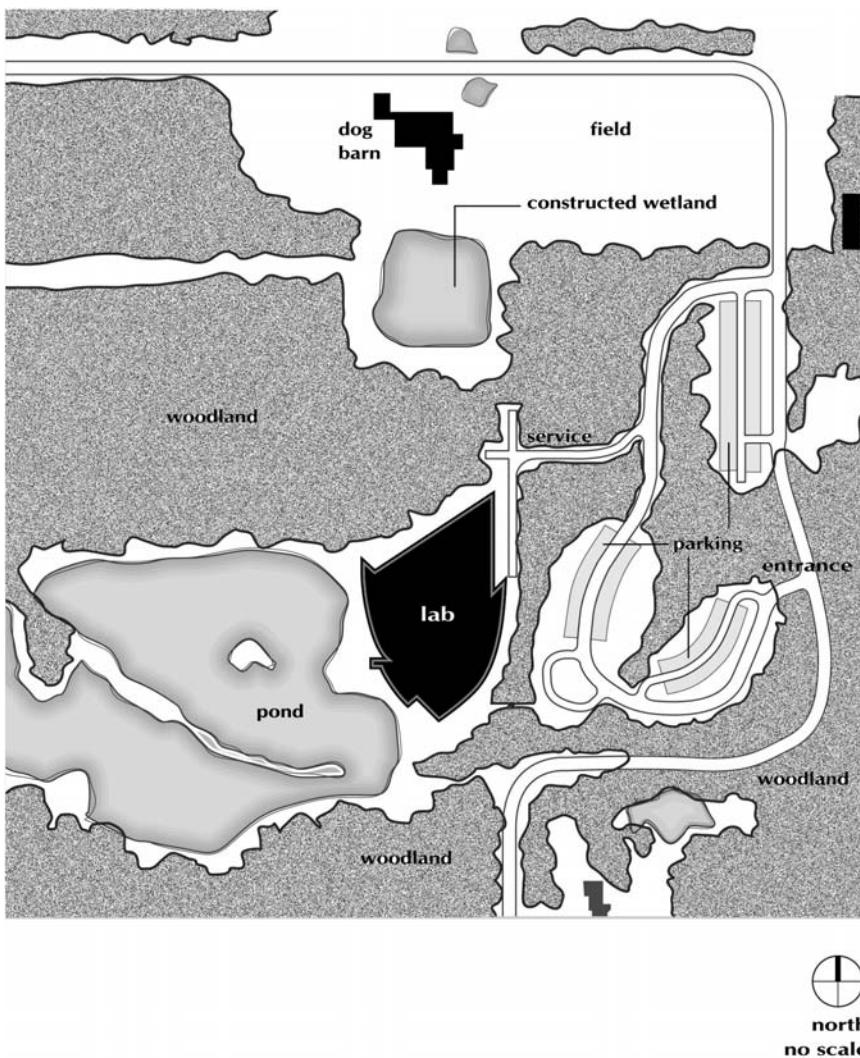 dog
barn
field
constructed wetland
woodland
service
parking
entrance
lab
pond
woodland
woodland
north
no scale